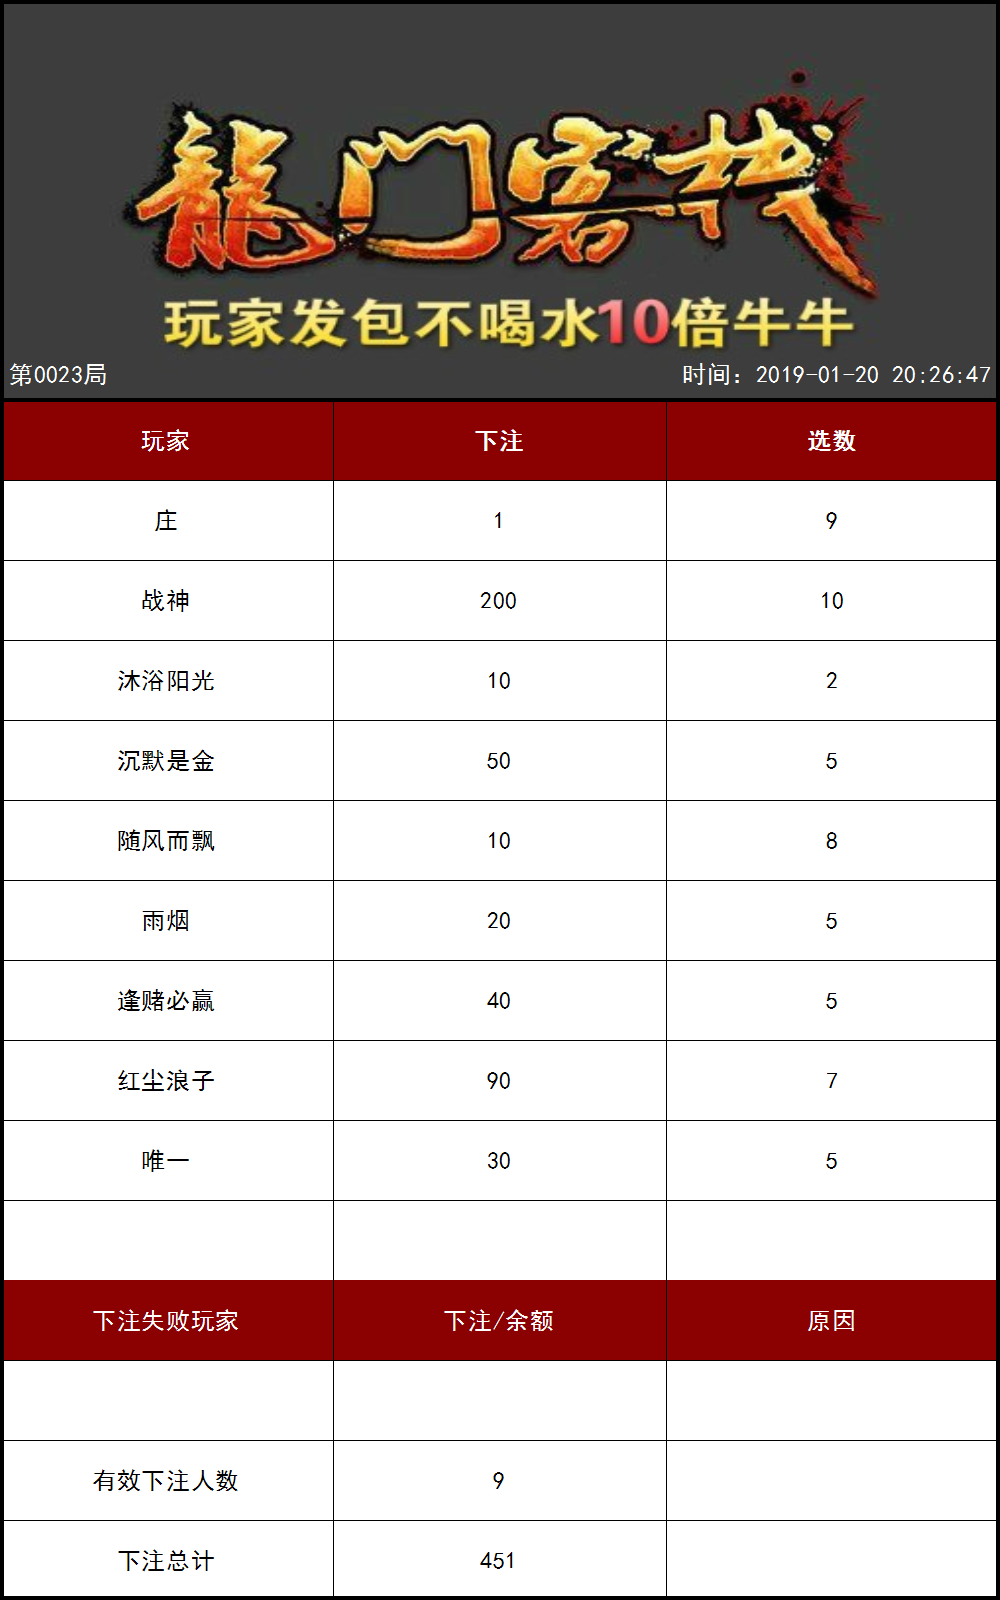 龍门客栈
玩家发包不喝水10倍牛牛
第0023局 时间：2019-01-20 20:26:47
玩家 下注 选数
庄 1 9
战神 200 10
沐浴阳光 10 2
沉默是金 50 5
随风而飘 10 8
雨烟 20 5
逢赌必赢 40 5
红尘浪子 90 7
唯一 30 5
下注失败玩家 下注/余额 原因
有效下注人数 9
下注总计 451